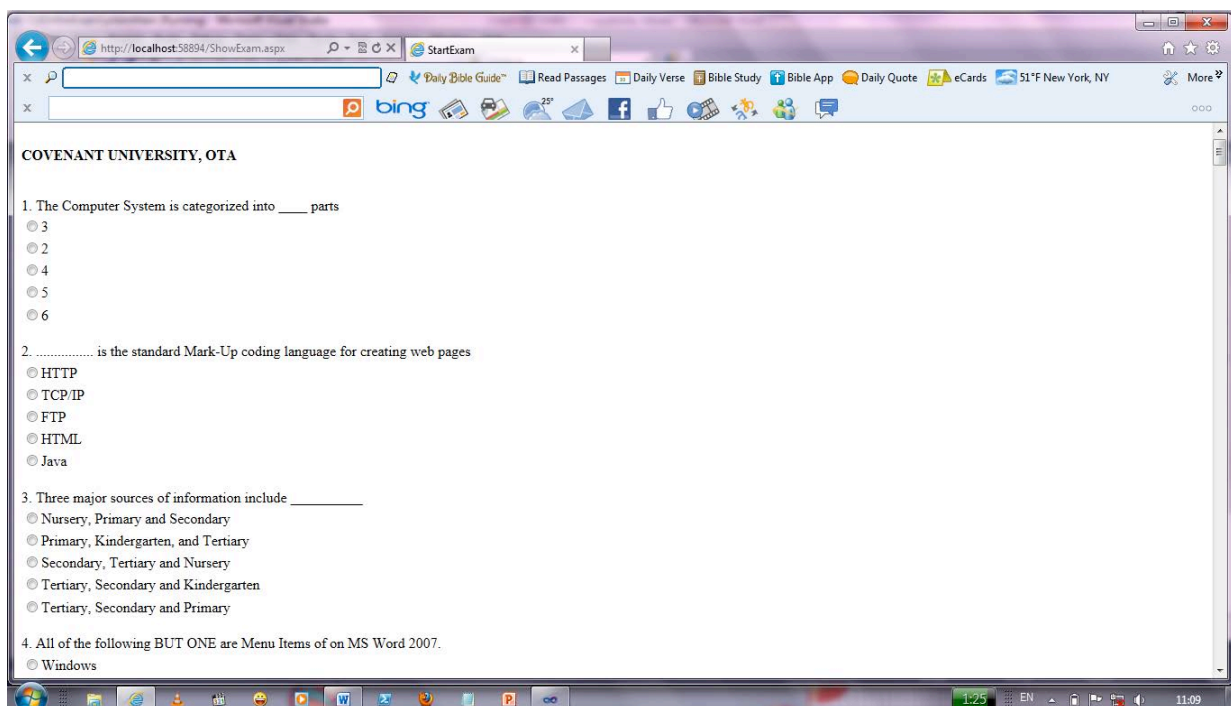 http://localhost:58894/ShowExam.aspx
StartExam
Daily Bible Guide™ Read Passages Daily Verse Bible Study Bible App Daily Quote eCards 51°F New York, NY More
bing 25°
COVENANT UNIVERSITY, OTA
1. The Computer System is categorized into ____ parts
3
2
4
5
6
2. ................ is the standard Mark-Up coding language for creating web pages
HTTP
TCP/IP
FTP
HTML
Java
3. Three major sources of information include __________
Nursery, Primary and Secondary
Primary, Kindergarten, and Tertiary
Secondary, Tertiary and Nursery
Tertiary, Secondary and Kindergarten
Tertiary, Secondary and Primary
4. All of the following BUT ONE are Menu Items of on MS Word 2007.
Windows
1:25 EN 11:09